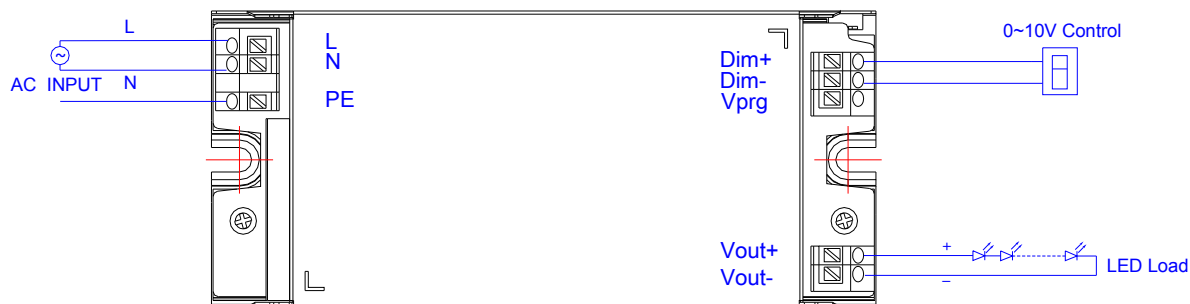 L
AC INPUT
N
L
N
PE
Dim+
Dim-
Vprg
0~10V Control
Vout+
Vout-
+
–
LED Load